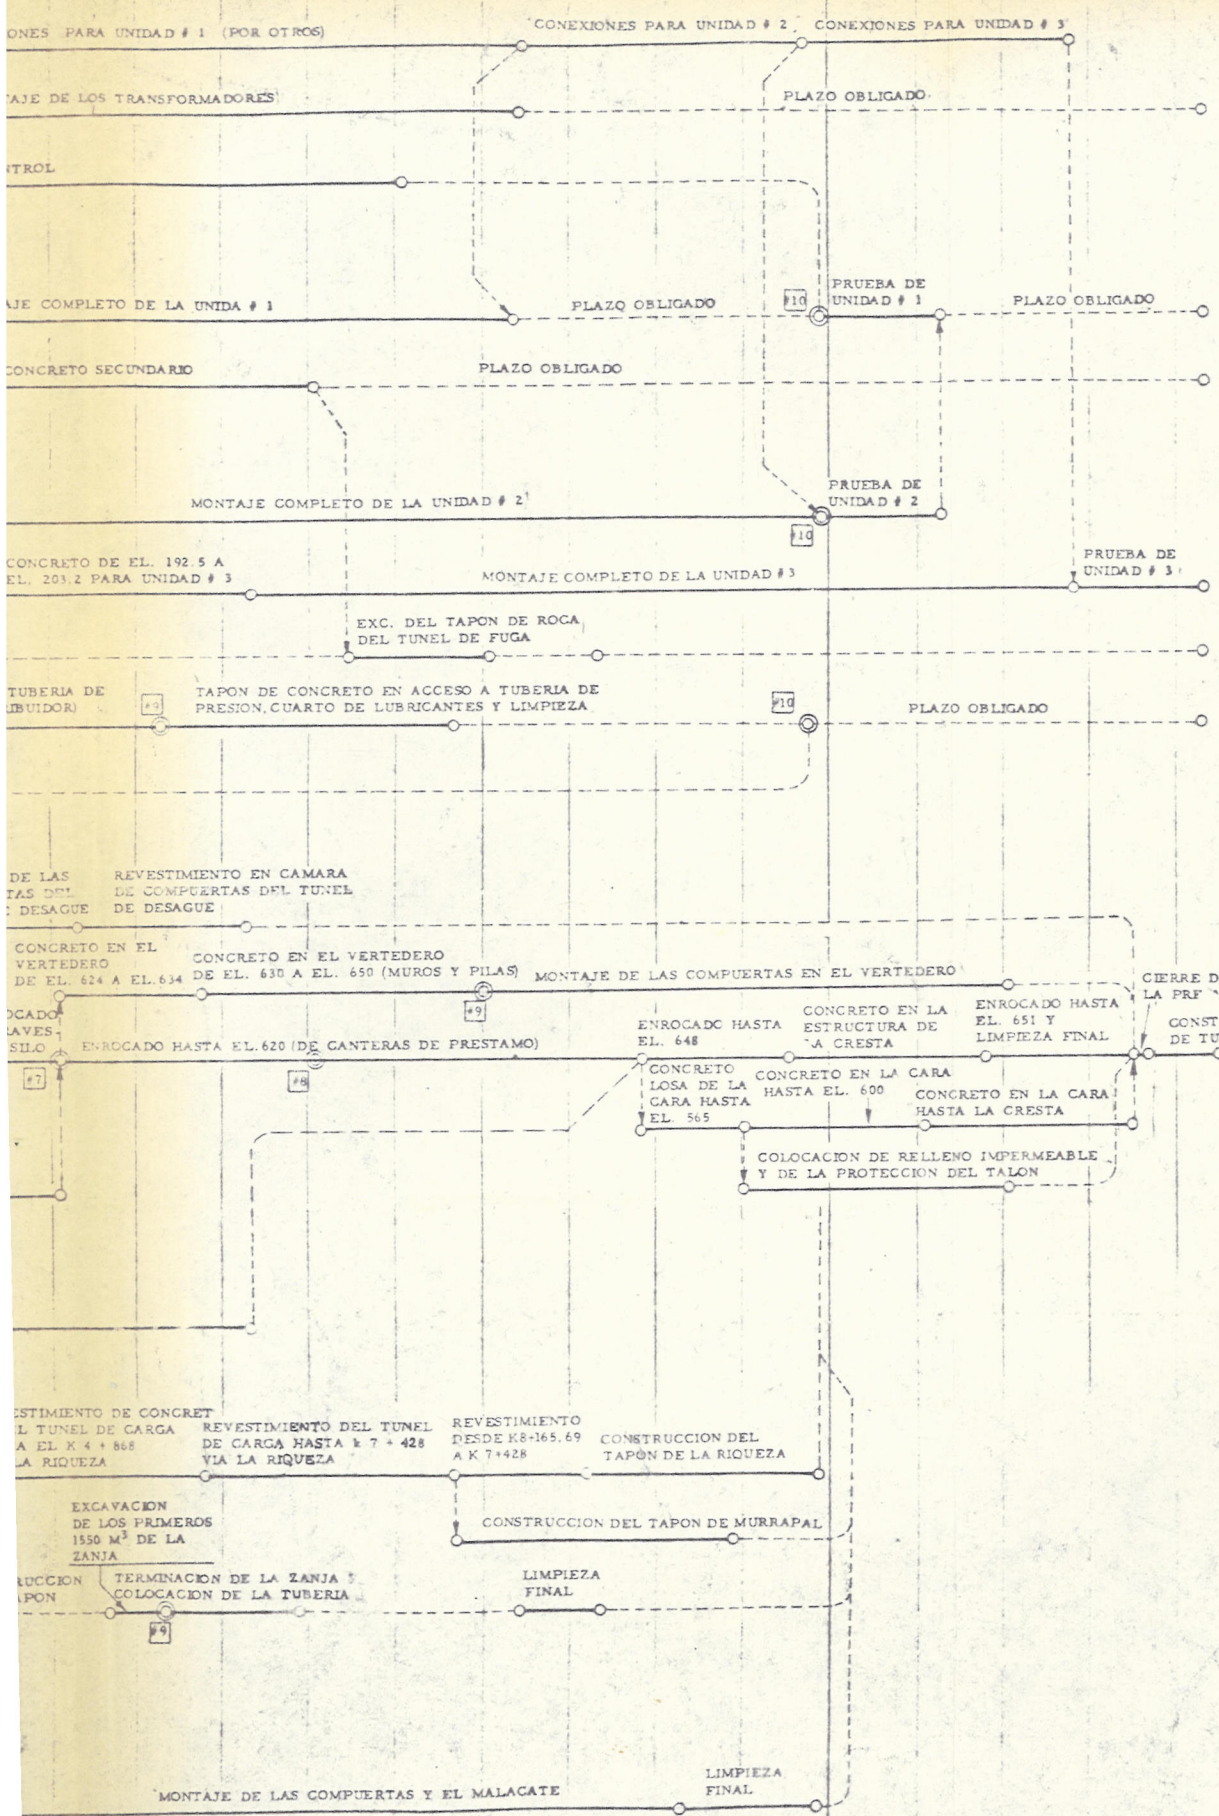 ONES PARA UNIDAD # 1 (POR OTROS)
CONEXIONES PARA UNIDAD # 2
CONEXIONES PARA UNIDAD # 3
AJE DE LOS TRANSFORMADORES
PLAZO OBLIGADO
NTROL
AJE COMPLETO DE LA UNIDA # 1
PLAZO OBLIGADO
#10
PRUEBA DE
UNIDAD # 1
PLAZO OBLIGADO
CONCRETO SECUNDARIO
PLAZO OBLIGADO
MONTAJE COMPLETO DE LA UNIDAD # 2
PRUEBA DE
UNIDAD # 2
#10
CONCRETO DE EL. 192.5 A
EL. 203.2 PARA UNIDAD # 3
MONTAJE COMPLETO DE LA UNIDAD #3
PRUEBA DE
UNIDAD # 3
EXC. DEL TAPON DE ROCA
DEL TUNEL DE FUGA
TUBERIA DE
IBUIDOR)
#9
TAPON DE CONCRETO EN ACCESO A TUBERIA DE
PRESION, CUARTO DE LUBRICANTES Y LIMPIEZA
#10
PLAZO OBLIGADO
DE LAS
TAS DEL
DESAGUE
REVESTIMIENTO EN CAMARA
DE COMPUERTAS DEL TUNEL
DE DESAGUE
CONCRETO EN EL
VERTEDERO
DE EL. 624 A EL. 634
CONCRETO EN EL VERTEDERO
DE EL. 630 A EL. 650 (MUROS Y PILAS)
#9
MONTAJE DE LAS COMPUERTAS EN EL VERTEDERO
CIERRE D
LA PRE
OCADO
RAVES
SILO
#7
ENROCADO HASTA EL. 620 (DE CANTERAS DE PRESTAMO)
#8
ENROCADO HASTA
EL. 648
CONCRETO EN LA
ESTRUCTURA DE
LA CRESTA
ENROCADO HASTA
EL. 651 Y
LIMPIEZA FINAL
CONST
DE TU
CONCRETO
LOSA DE LA
CARA HASTA
EL. 565
CONCRETO EN LA CARA
HASTA EL. 600
CONCRETO EN LA CARA
HASTA LA CRESTA
COLOCACION DE RELLENO IMPERMEABLE
Y DE LA PROTECCION DEL TALON
ESTIMIENTO DE CONCRET
L TUNEL DE CARGA
A EL K 4 + 868
LA RIQUEZA
REVESTIMIENTO DEL TUNEL
DE CARGA HASTA k 7 + 428
VIA LA RIQUEZA
REVESTIMIENTO
DESDE K8+165.69
A K 7+428
CONSTRUCCION DEL
TAPON DE LA RIQUEZA
EXCAVACION
DE LOS PRIMEROS
1550 M³ DE LA
ZANJA
CONSTRUCCION DEL TAPON DE MURRAPAL
RUCCION
APON
TERMINACION DE LA ZANJA
COLOCACION DE LA TUBERIA
#9
LIMPIEZA
FINAL
MONTAJE DE LAS COMPUERTAS Y EL MALACATE
LIMPIEZA
FINAL